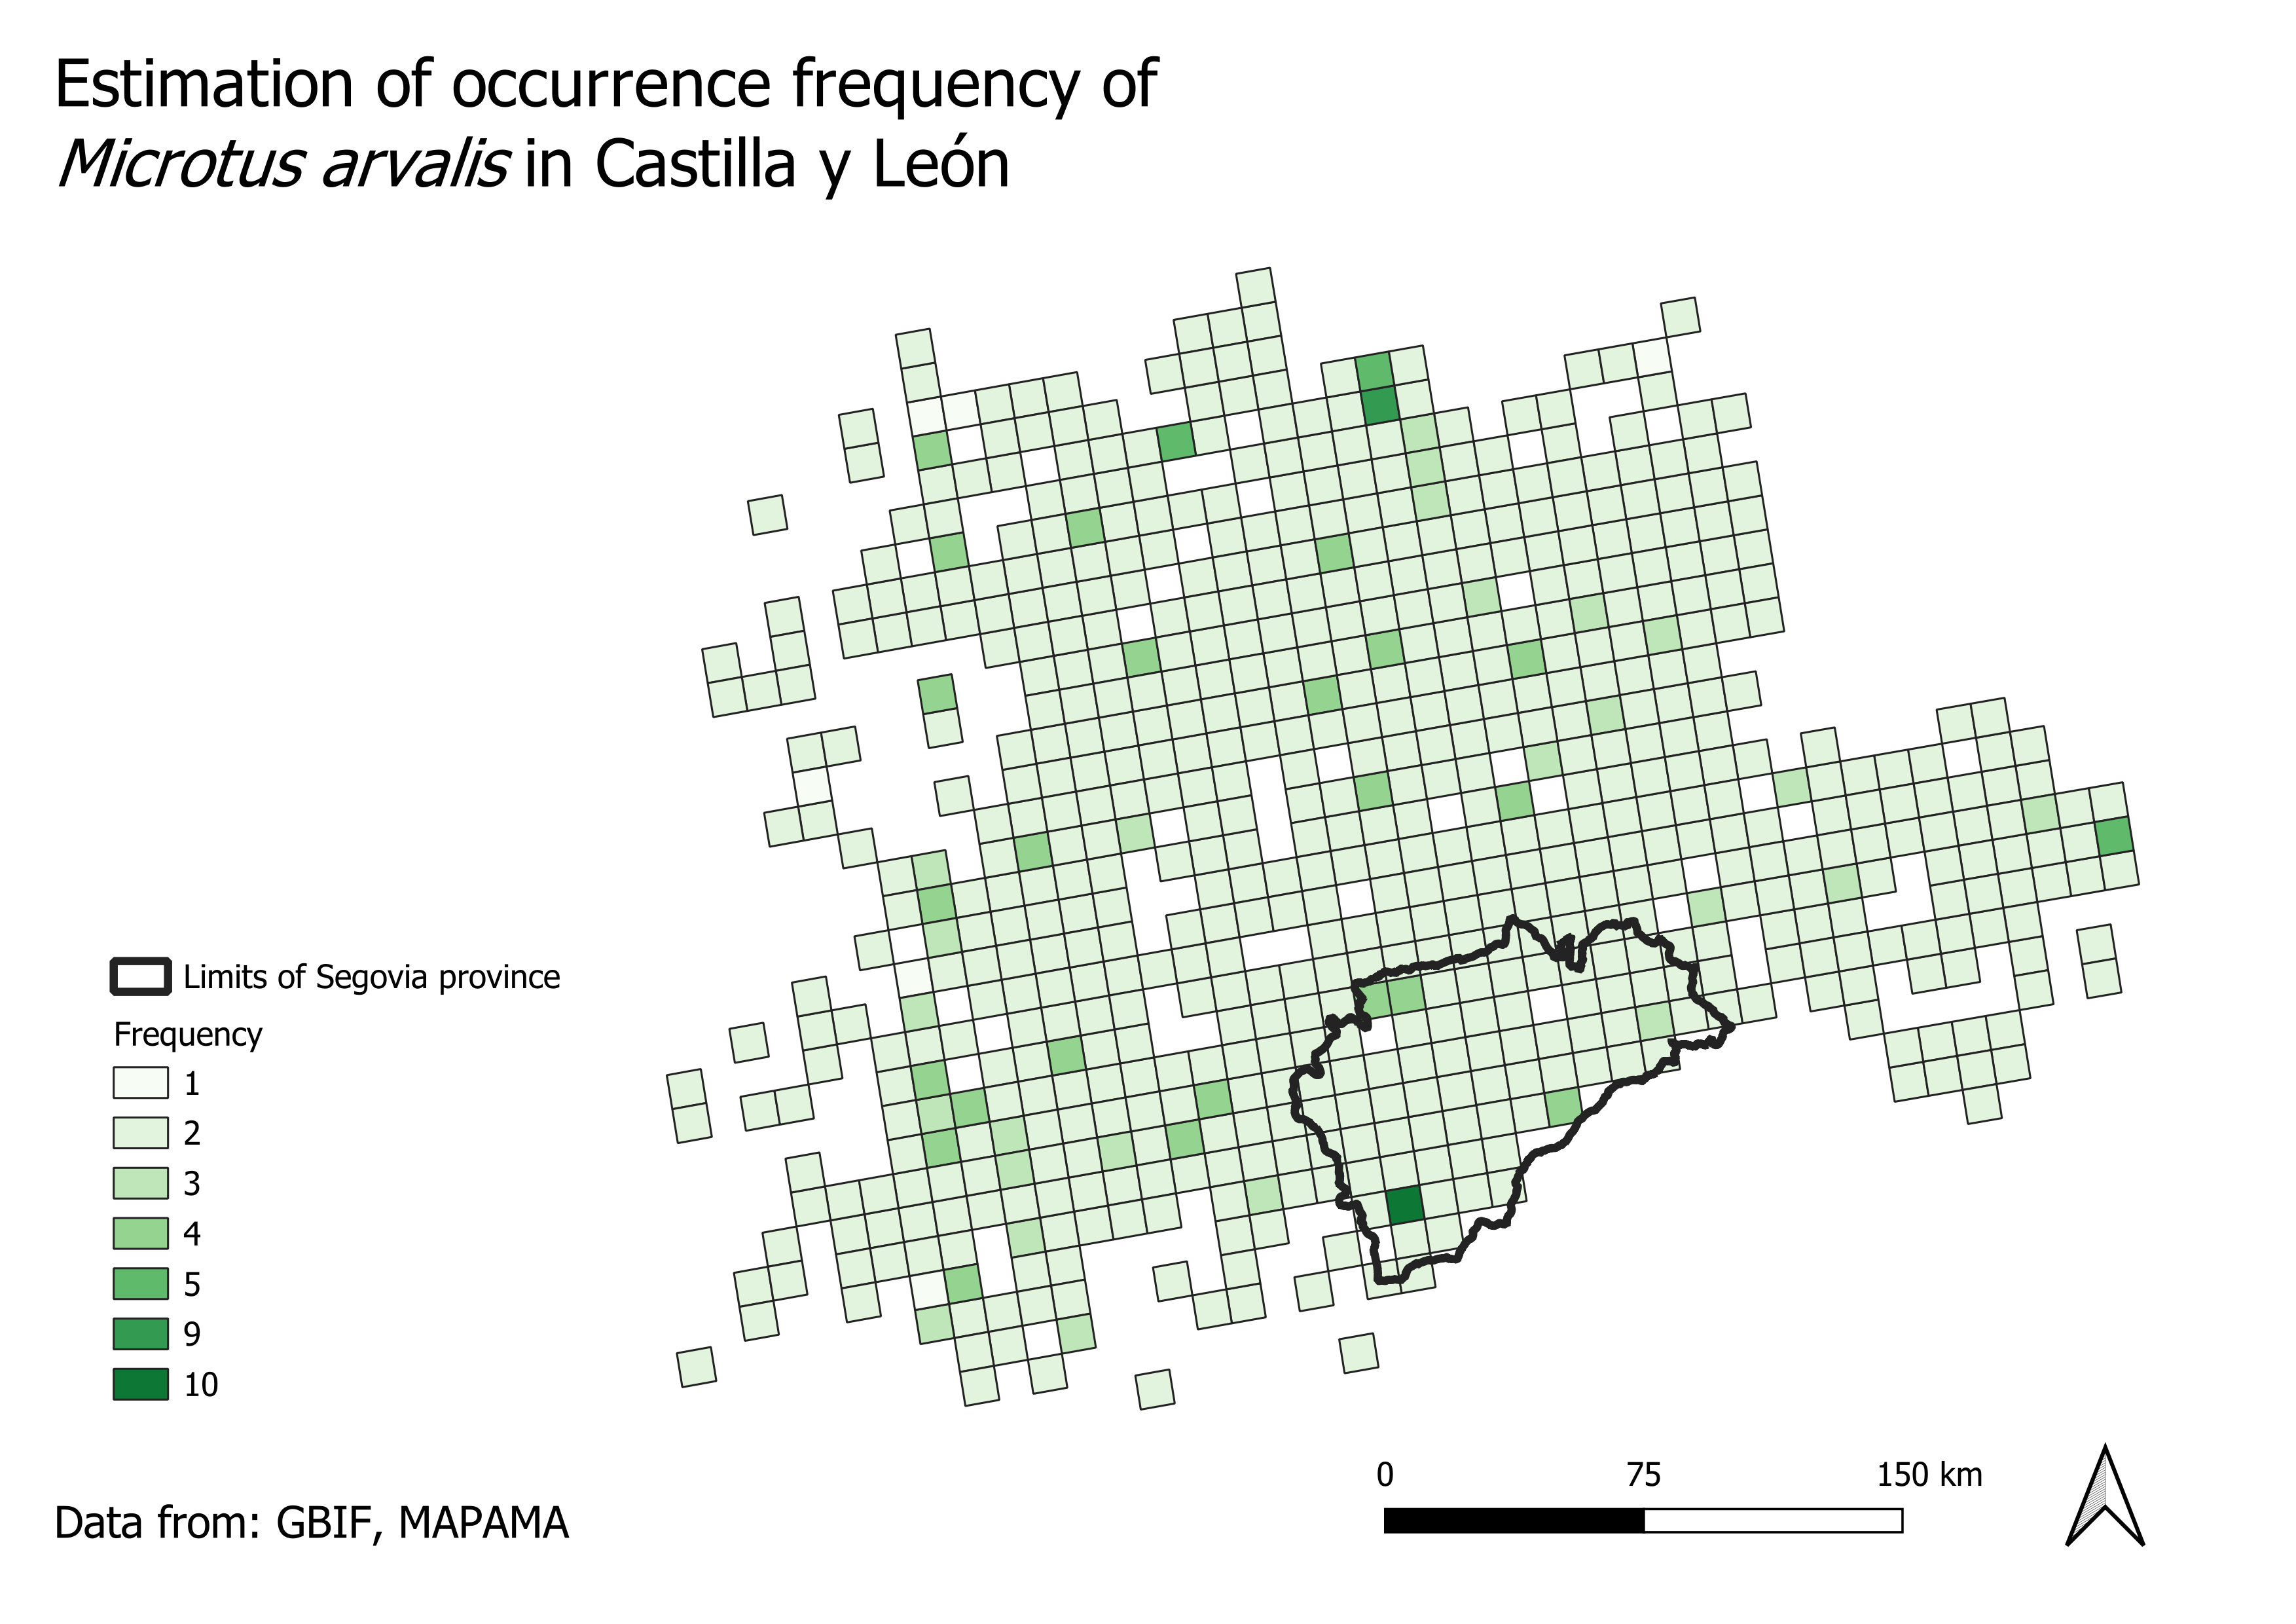 Estimation of occurrence frequency of
Microtus arvalis in Castilla y León
Limits of Segovia province
Frequency
1
2
3
4
5
9
10
0 75 150 km
Data from: GBIF, MAPAMA